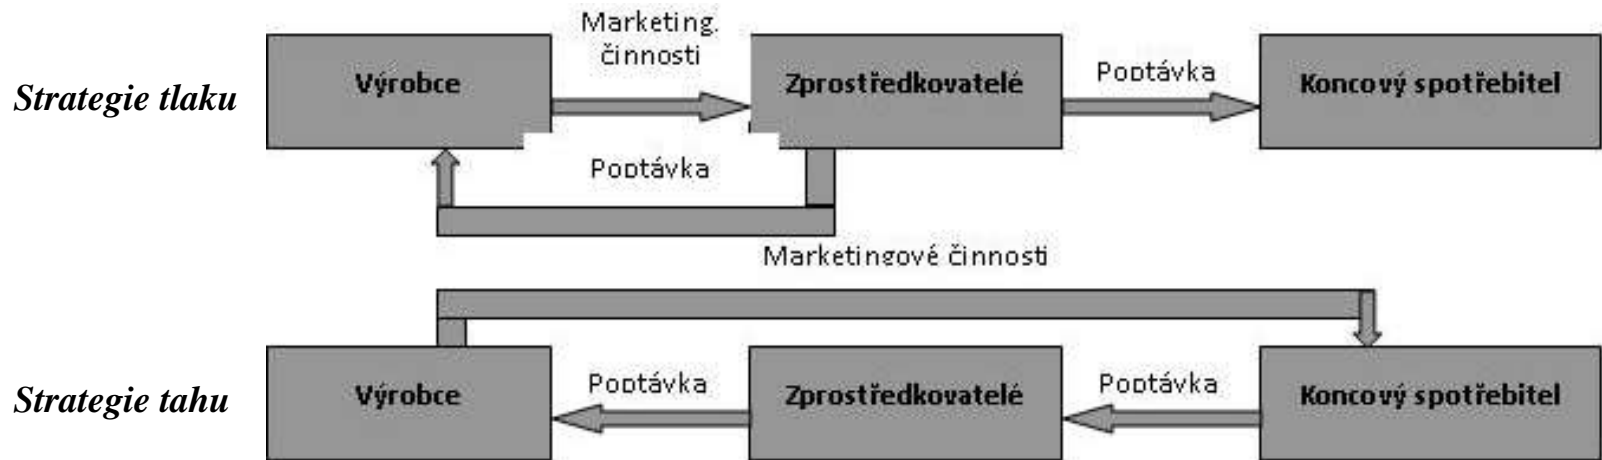 Marketing.
činnosti
Strategie tlaku
Výrobce
Zprostředkovatelé
Poptávka
Koncový spotřebitel
Poptávka
Marketingové činnosti
Strategie tahu
Výrobce
Poptávka
Zprostředkovatelé
Poptávka
Koncový spotřebitel